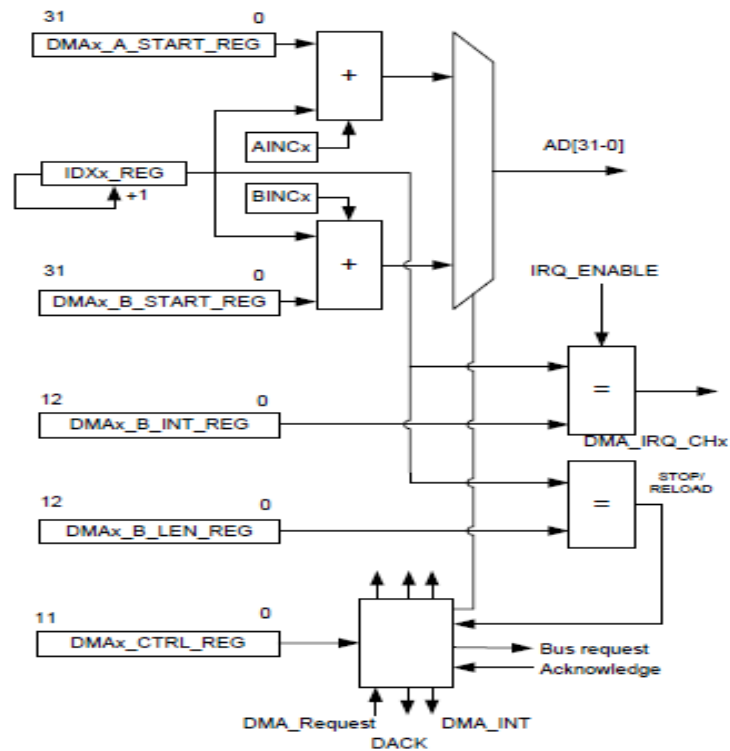 31 0
DMAx_A_START_REG
+
AINCx
AD[31-0]
IDXx_REG
+1
BINCx
31 0
+
DMAx_B_START_REG
IRQ_ENABLE
12 0
DMAx_B_INT_REG
=
DMA_IRQ_CHx
12 0
DMAx_B_LEN_REG
=
STOP/
RELOAD
11 0
DMAx_CTRL_REG
Bus request
Acknowledge
DMA_Request
DMA_INT
DACK